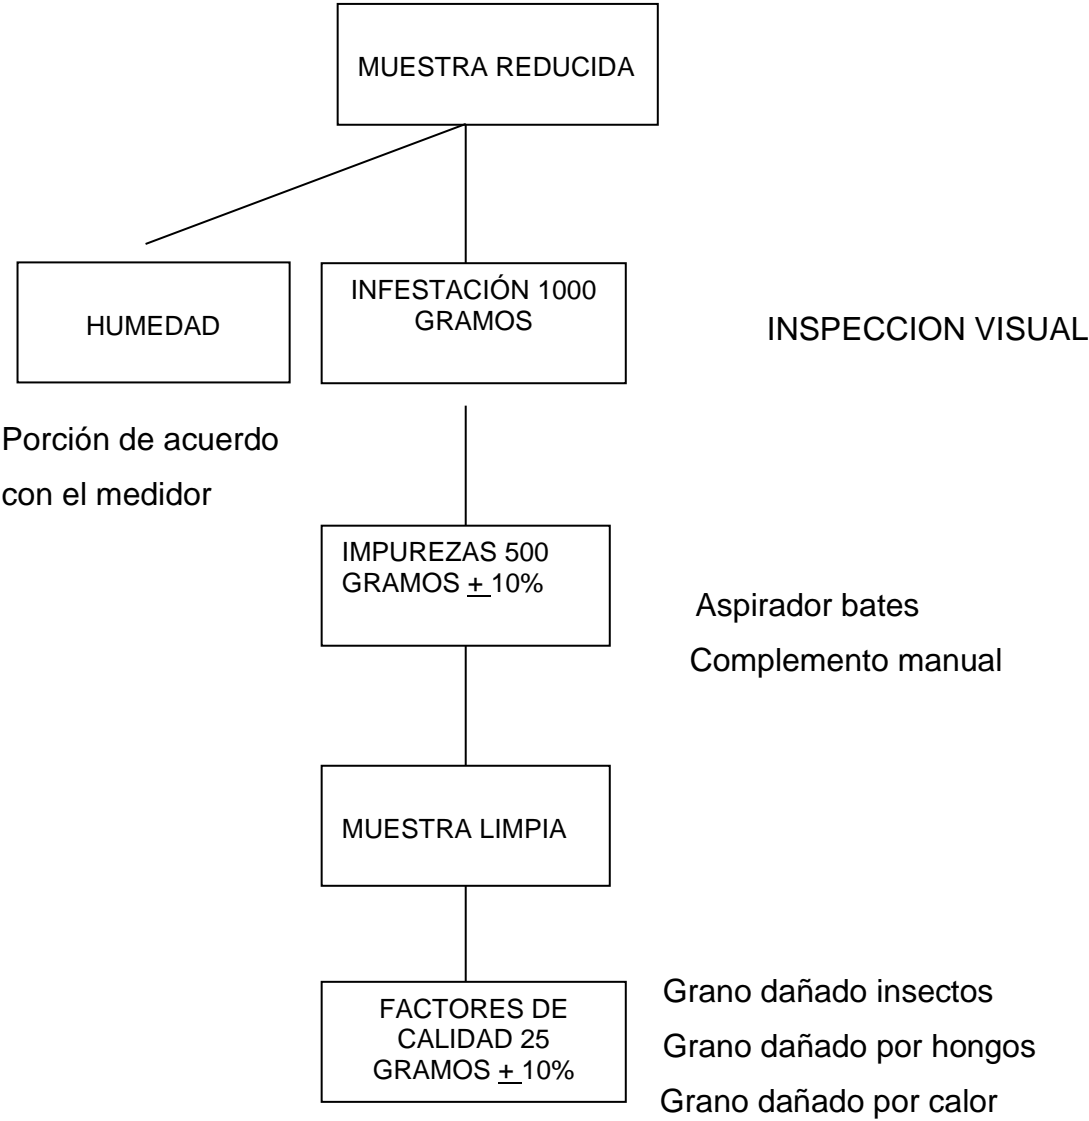 MUESTRA REDUCIDA
HUMEDAD
INFESTACIÓN 1000
GRAMOS
INSPECCION VISUAL
Porción de acuerdo
con el medidor
IMPUREZAS 500
GRAMOS + 10%
Aspirador bates
Complemento manual
MUESTRA LIMPIA
FACTORES DE
CALIDAD 25
GRAMOS + 10%
Grano dañado insectos
Grano dañado por hongos
Grano dañado por calor